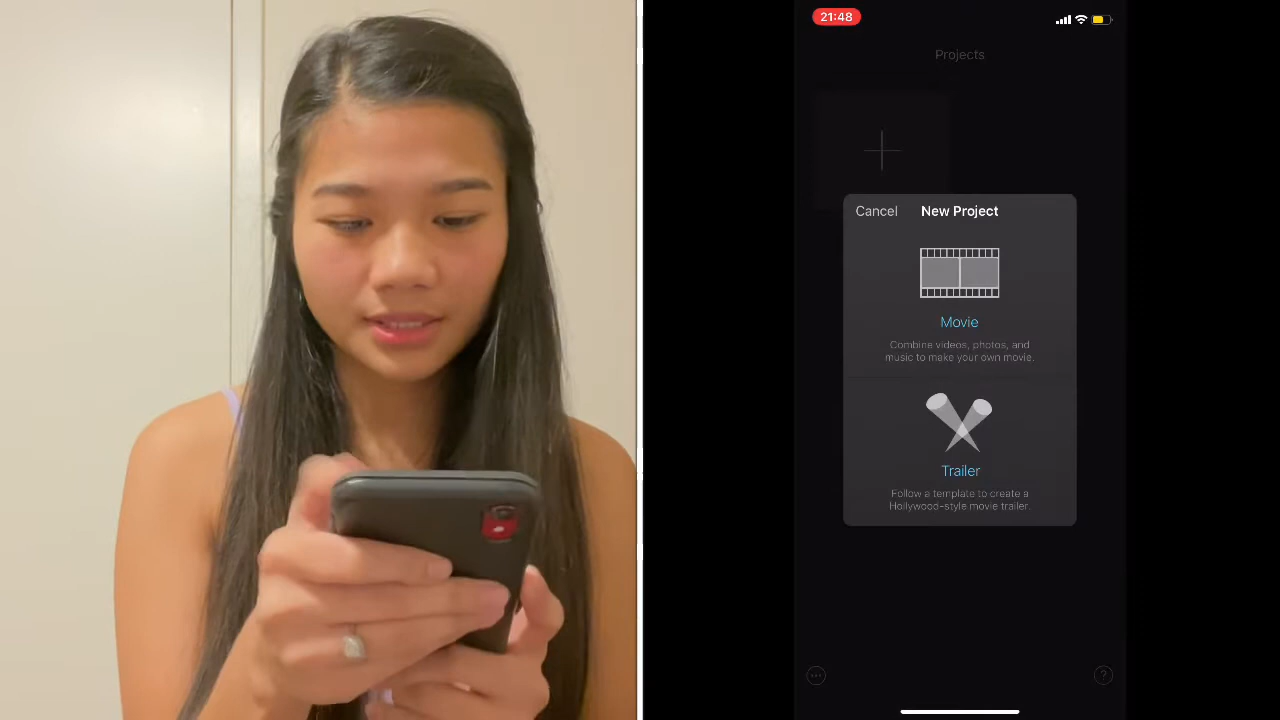 21:48
Projects
Cancel New Project
Movie
Combine videos, photos, and
music to make your own movie.
Trailer
Follow a template to create a
Hollywood-style movie trailer.
?